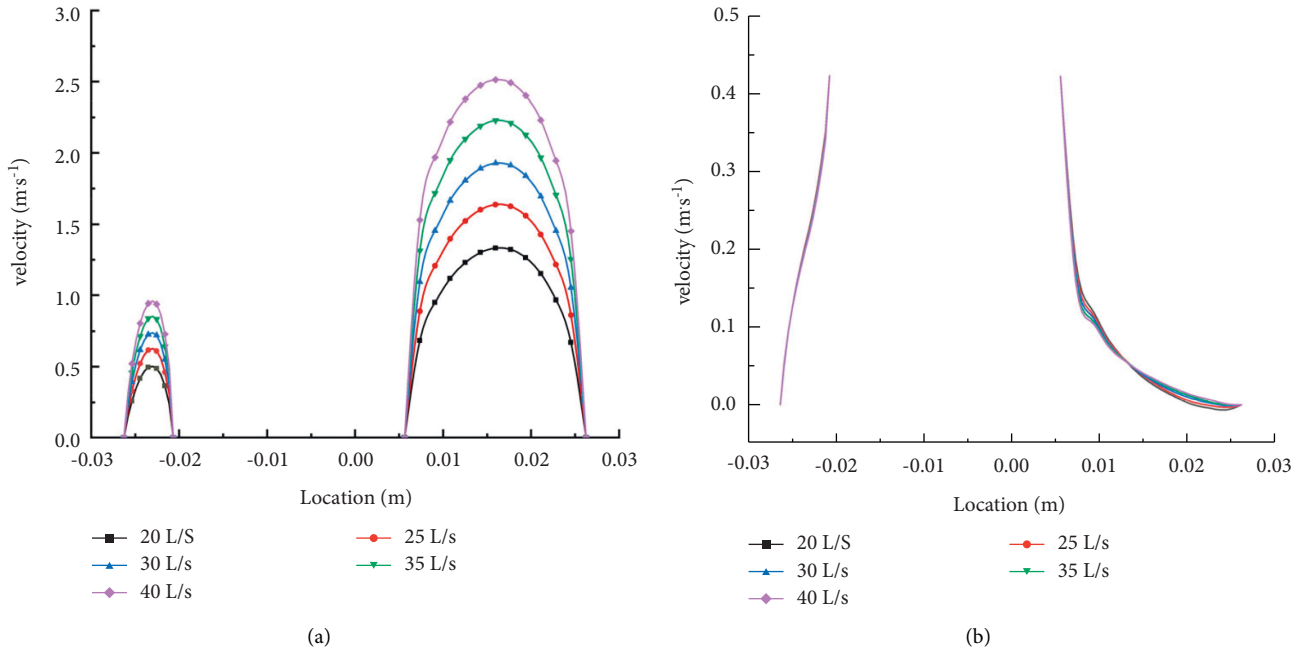 3.0
2.5
2.0
1.5
1.0
0.5
0.0
velocity (m·s-1)
-0.03 -0.02 -0.01 0.00 0.01 0.02 0.03
Location (m)
20 L/S 25 L/s
30 L/s 35 L/s
40 L/s
(a)
0.5
0.4
0.3
0.2
0.1
0.0
velocity (m·s-1)
-0.03 -0.02 -0.01 0.00 0.01 0.02 0.03
Location (m)
20 L/S 25 L/s
30 L/s 35 L/s
40 L/s
(b)